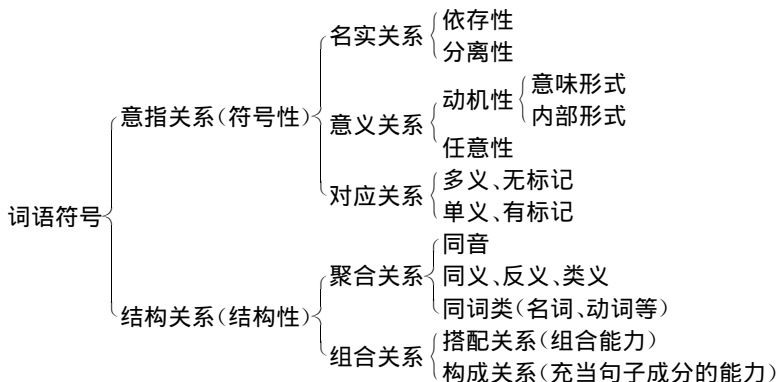 名实关系
依存性
分离性
意指关系（符号性）
意义关系
动机性
意味形式
内部形式
任意性
对应关系
多义、无标记
单义、有标记
词语符号
结构关系（结构性）
聚合关系
同音
同义、反义、类义
同词类（名词、动词等）
组合关系
搭配关系（组合能力）
构成关系（充当句子成分的能力）